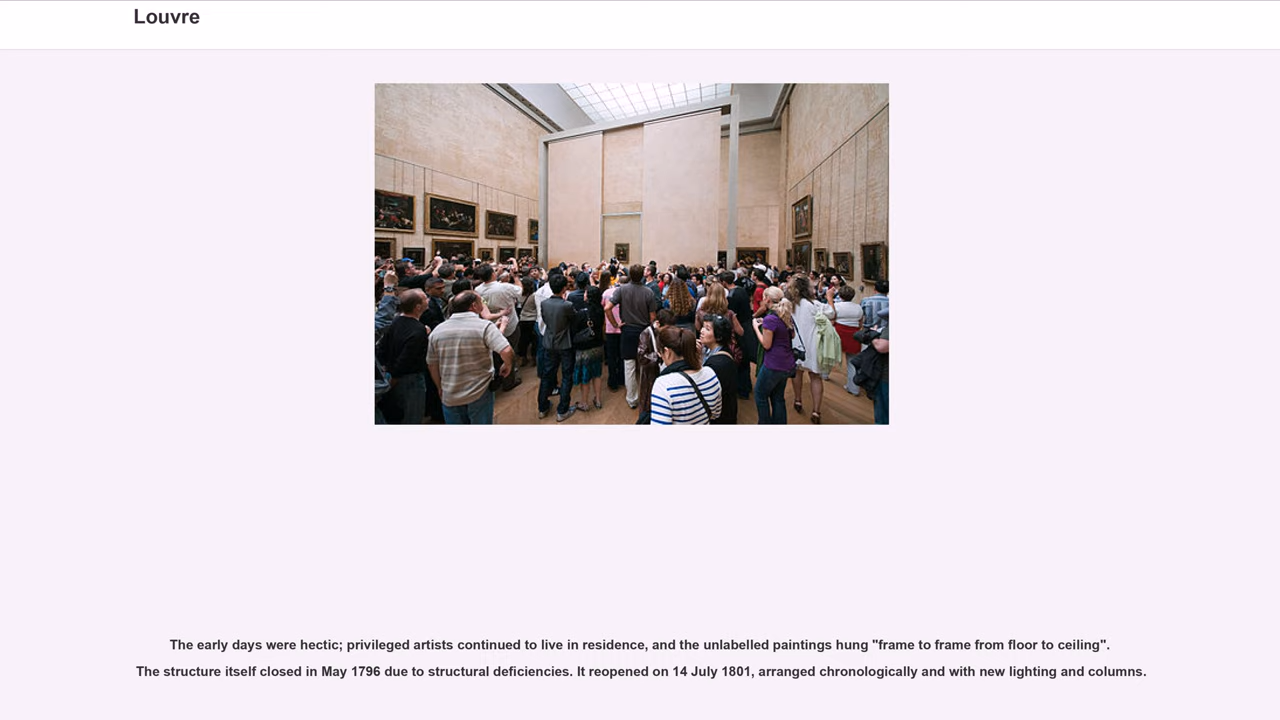 Louvre
The early days were hectic; privileged artists continued to live in residence, and the unlabelled paintings hung "frame to frame from floor to ceiling".
The structure itself closed in May 1796 due to structural deficiencies. It reopened on 14 July 1801, arranged chronologically and with new lighting and columns.